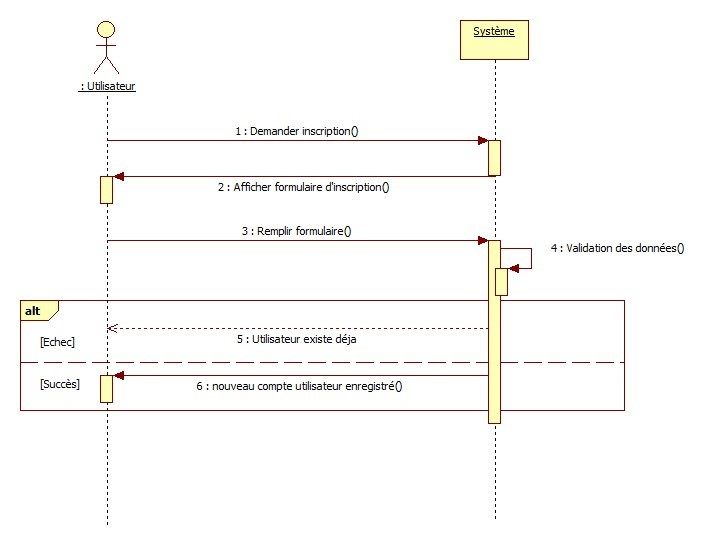 Système
: Utilisateur
1 : Demander inscription()
2 : Afficher formulaire d'inscription()
3 : Remplir formulaire()
4 : Validation des données()
alt
5 : Utilisateur existe déja
[Echec]
[Succès]
6 : nouveau compte utilisateur enregistré()